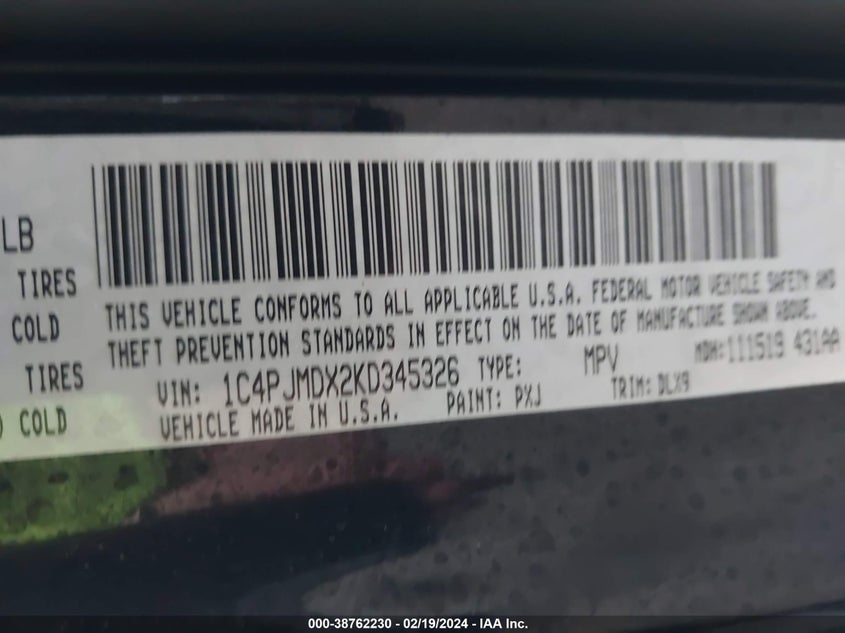 LB
TIRES
COLD
TIRES
) COLD
THIS VEHICLE CONFORMS TO ALL APPLICABLE U.S.A. FEDERAL MOTOR VEHICLE SAFETY AND
THEFT PREVENTION STANDARDS IN EFFECT ON THE DATE OF MANUFACTURE SHOWN ABOVE.
VIN: 1C4PJMDX2KD345326 TYPE: MPV MDH:111519 431AA
VEHICLE MADE IN U.S.A. PAINT: PXJ TRIM: DLX9
000-38762230 - 02/19/2024 - IAA Inc.